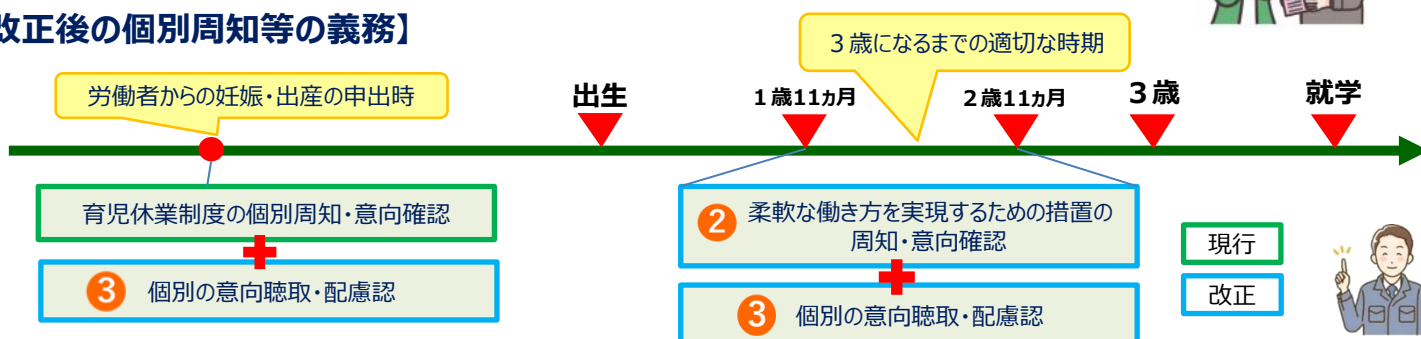 改正後の個別周知等の義務】
3歳になるまでの適切な時期
労働者からの妊娠・出産の申出時
出生
1歳11ヵ月
2歳11ヵ月
3歳
就学
育児休業制度の個別周知・意向確認
❸ 個別の意向聴取・配慮認
❷ 柔軟な働き方を実現するための措置の
周知・意向確認
❸ 個別の意向聴取・配慮認
現行
改正